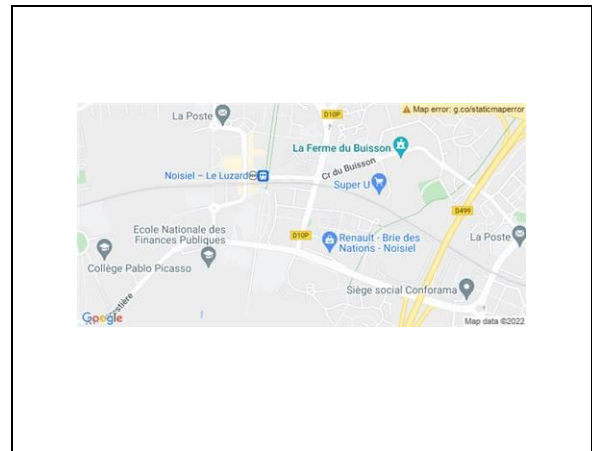 La Poste
D10P
Map error: g.co/staticmaperror
La Ferme du Buisson
Cr du Buisson
Noisiel – Le Luzard
Super U
D499
Ecole Nationale des
Finances Publiques
D10P
Renault - Brie des
Nations - Noisiel
La Poste
Collège Pablo Picasso
Siège social Conforama
Google
Map data ©2022